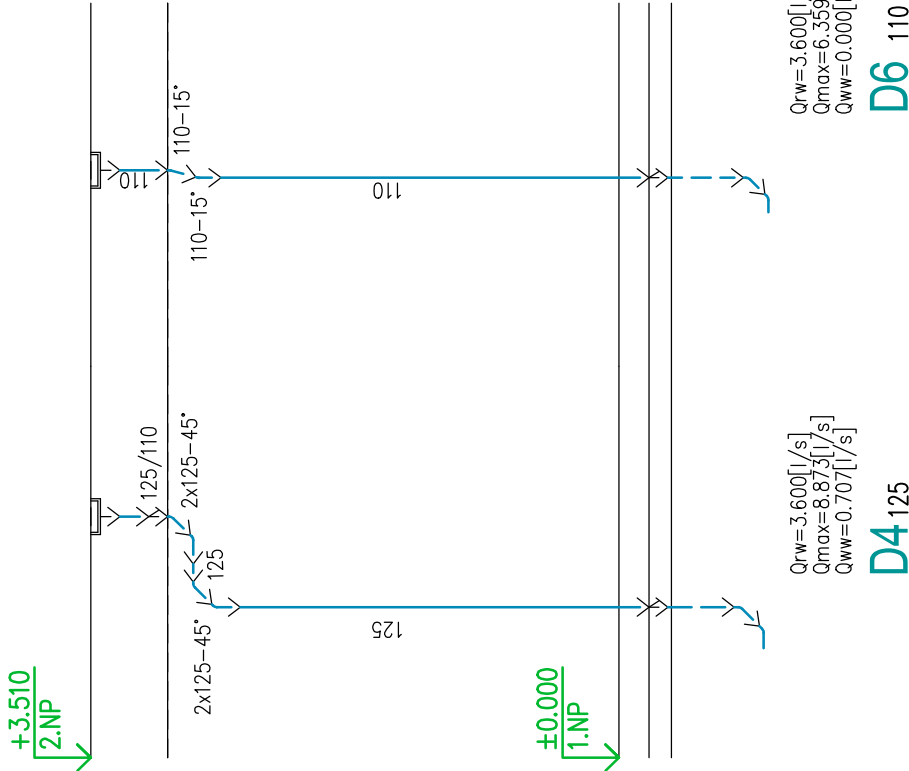 +3.510
2.NP
110
110-15°
110-15°
110
125/110
2x125-45°
125
2x125-45°
125
±0.000
1.NP
Qrw=3.600[l/s]
Qmax=8.873[l/s]
Qww=0.707[l/s]
D4 125
Qrw=3.600[l
Qmax=6.359
Qww=0.000[l
D6 110